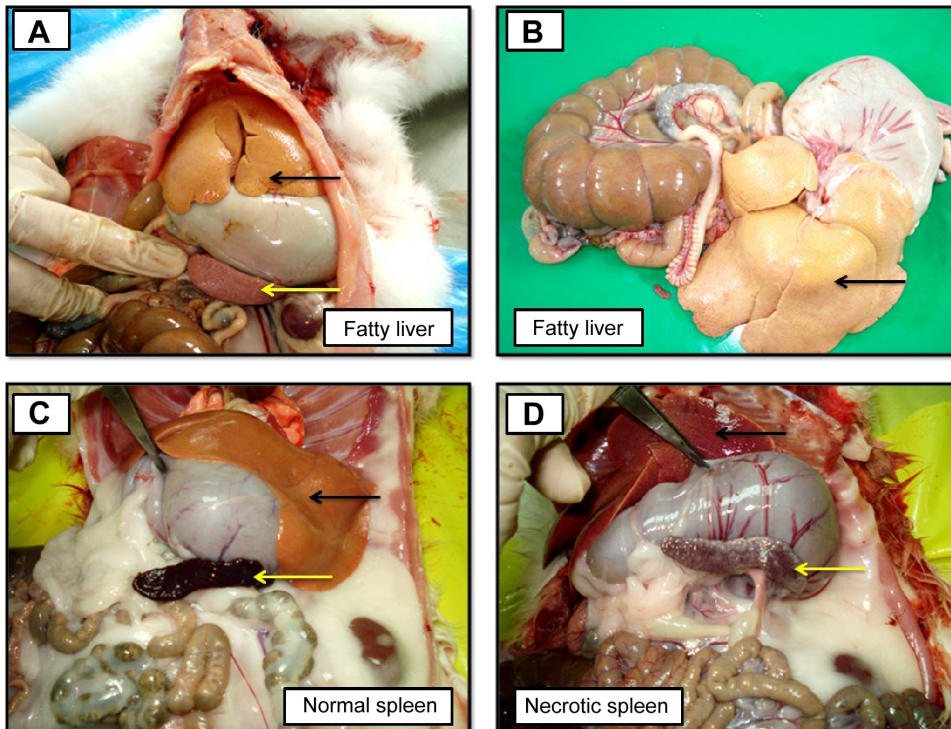 A
B
Fatty liver
Fatty liver
C
D
Normal spleen
Necrotic spleen